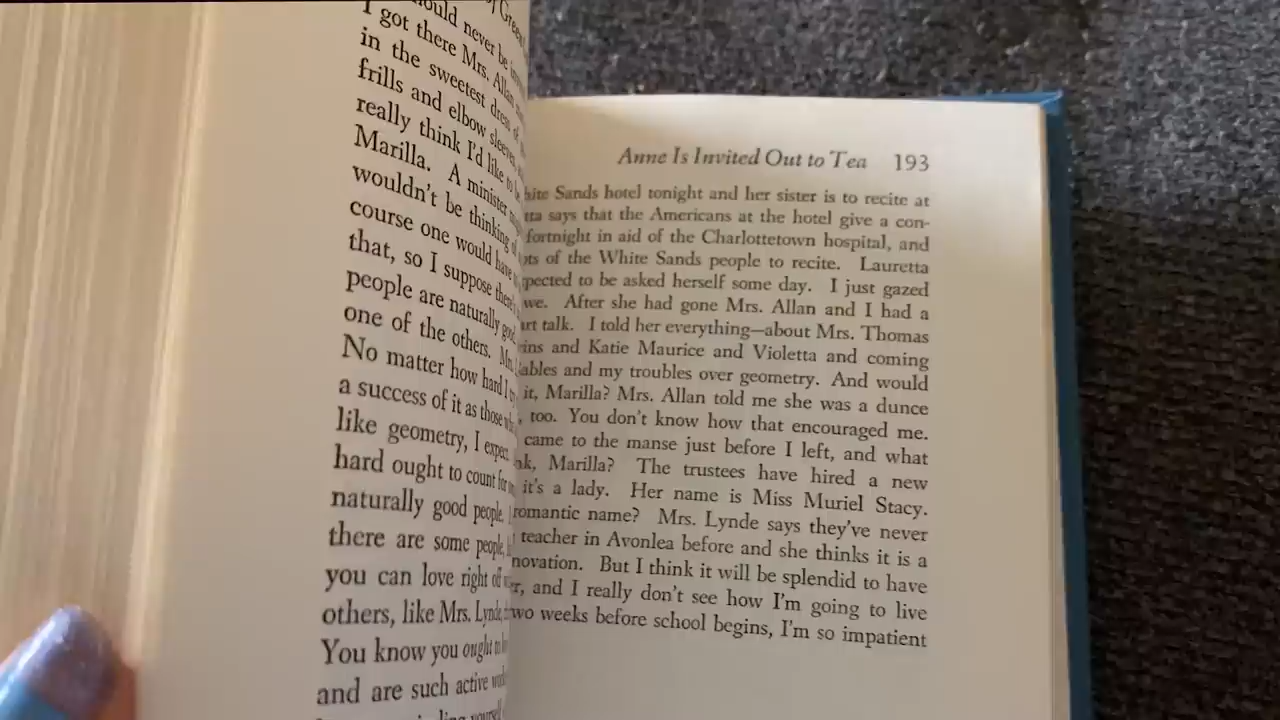 of Green
ould never be
I got there Mrs. Allan
in the sweetest dress of
frills and elbow sleeves,
really think I'd like to
Marilla. A minister
wouldn't be thinking of
course one would have
that, so I suppose
people are naturally good,
one of the others.
No matter how hard I
a success of it as those
like geometry, I expect
hard ought to count for
naturally good people.
there are some people,
you can love right off
others, like Mrs. Lynde,
You know you ought to
and are such active
yourself
Anne Is Invited Out to Tea 193
Sands hotel tonight and her sister is to recite at
says that the Americans at the hotel give a con-
fortnight in aid of the Charlottetown hospital, and
of the White Sands people to recite. Lauretta
to be asked herself some day. I just gazed
we. After she had gone Mrs. Allan and I had a
talk. I told her everything—about Mrs. Thomas
and Katie Maurice and Violetta and coming
and my troubles over geometry. And would
it, Marilla? Mrs. Allan told me she was a dunce
too. You don't know how that encouraged me.
came to the manse just before I left, and what
Marilla? The trustees have hired a new
it's a lady. Her name is Miss Muriel Stacy.
romantic name? Mrs. Lynde says they've never
teacher in Avonlea before and she thinks it is a
novation. But I think it will be splendid to have
and I really don't see how I'm going to live
two weeks before school begins, I'm so impatient